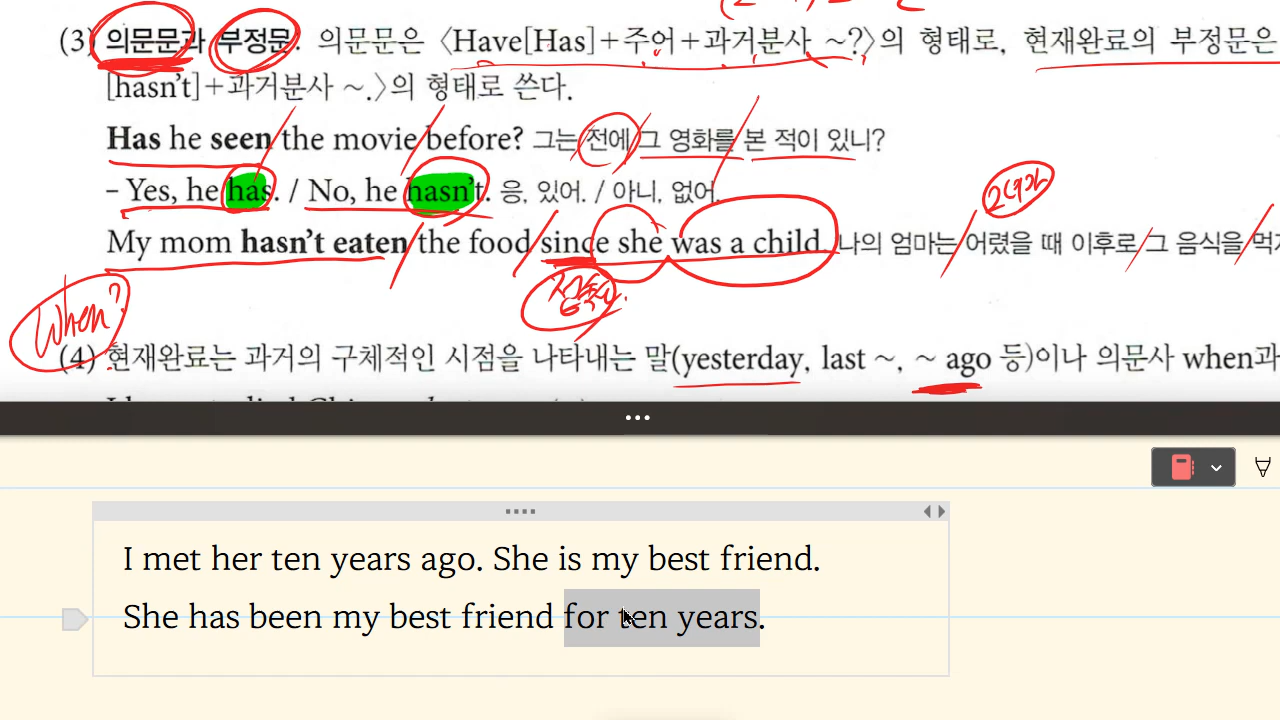 (3) 의문문과 부정문: 의문문은 〈Have[Has]+주어+과거분사 ~?〉의 형태로, 현재완료의 부정문은
[hasn't]+과거분사 ~.〉의 형태로 쓴다.
Has he seen the movie before? 그는 전에 그 영화를 본 적이 있니?
– Yes, he has. / No, he hasn't. 응, 있어. / 아니, 없어.
My mom hasn't eaten the food since she was a child. 나의 엄마는 어렸을 때 이후로 그 음식을 먹지
접속사
When?
(4) 현재완료는 과거의 구체적인 시점을 나타내는 말(yesterday, last ~, ~ ago 등)이나 의문사 when과
I met her ten years ago. She is my best friend.
She has been my best friend for ten years.